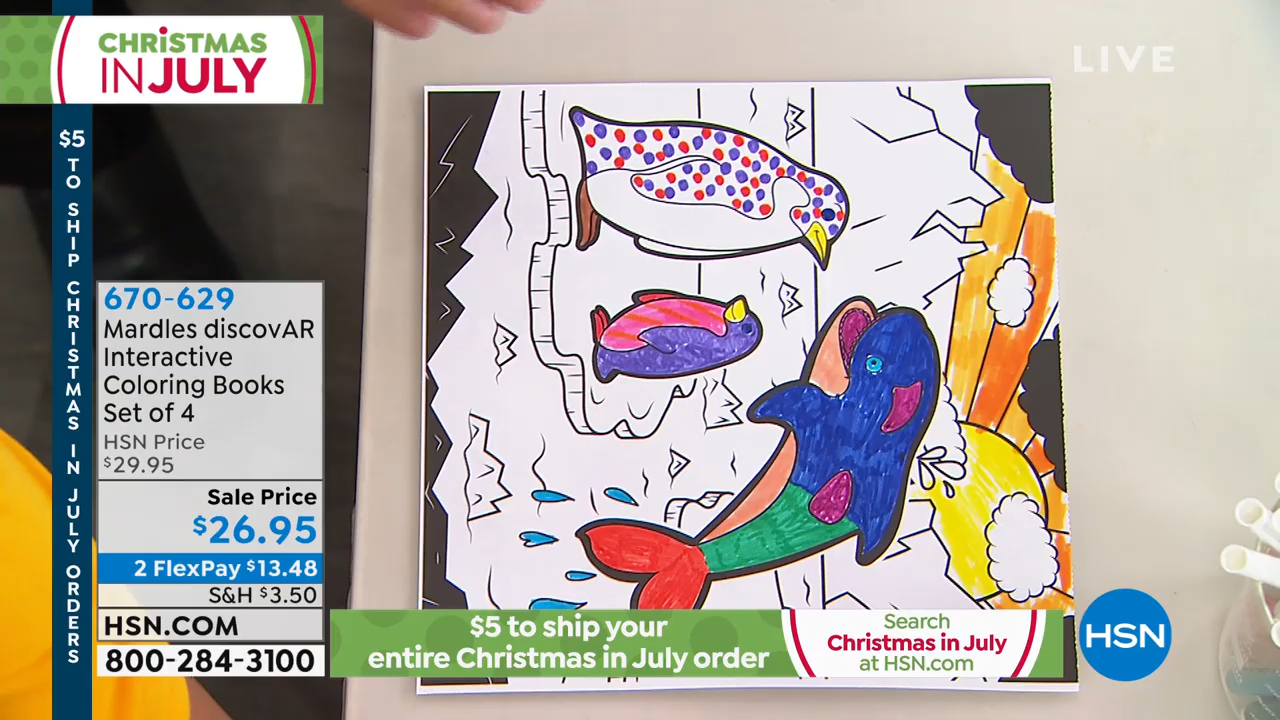 CHRiSTMAS
IN JULY
LIVE
$5 TO SHIP CHRISTMAS IN JULY ORDERS
670-629
Mardles discovAR
Interactive
Coloring Books
Set of 4
HSN Price
$29.95
Sale Price
$26.95
2 FlexPay $13.48
S&H $3.50
HSN.COM
800-284-3100
$5 to ship your
entire Christmas in July order
Search
Christmas in July
at HSN.com
HSN